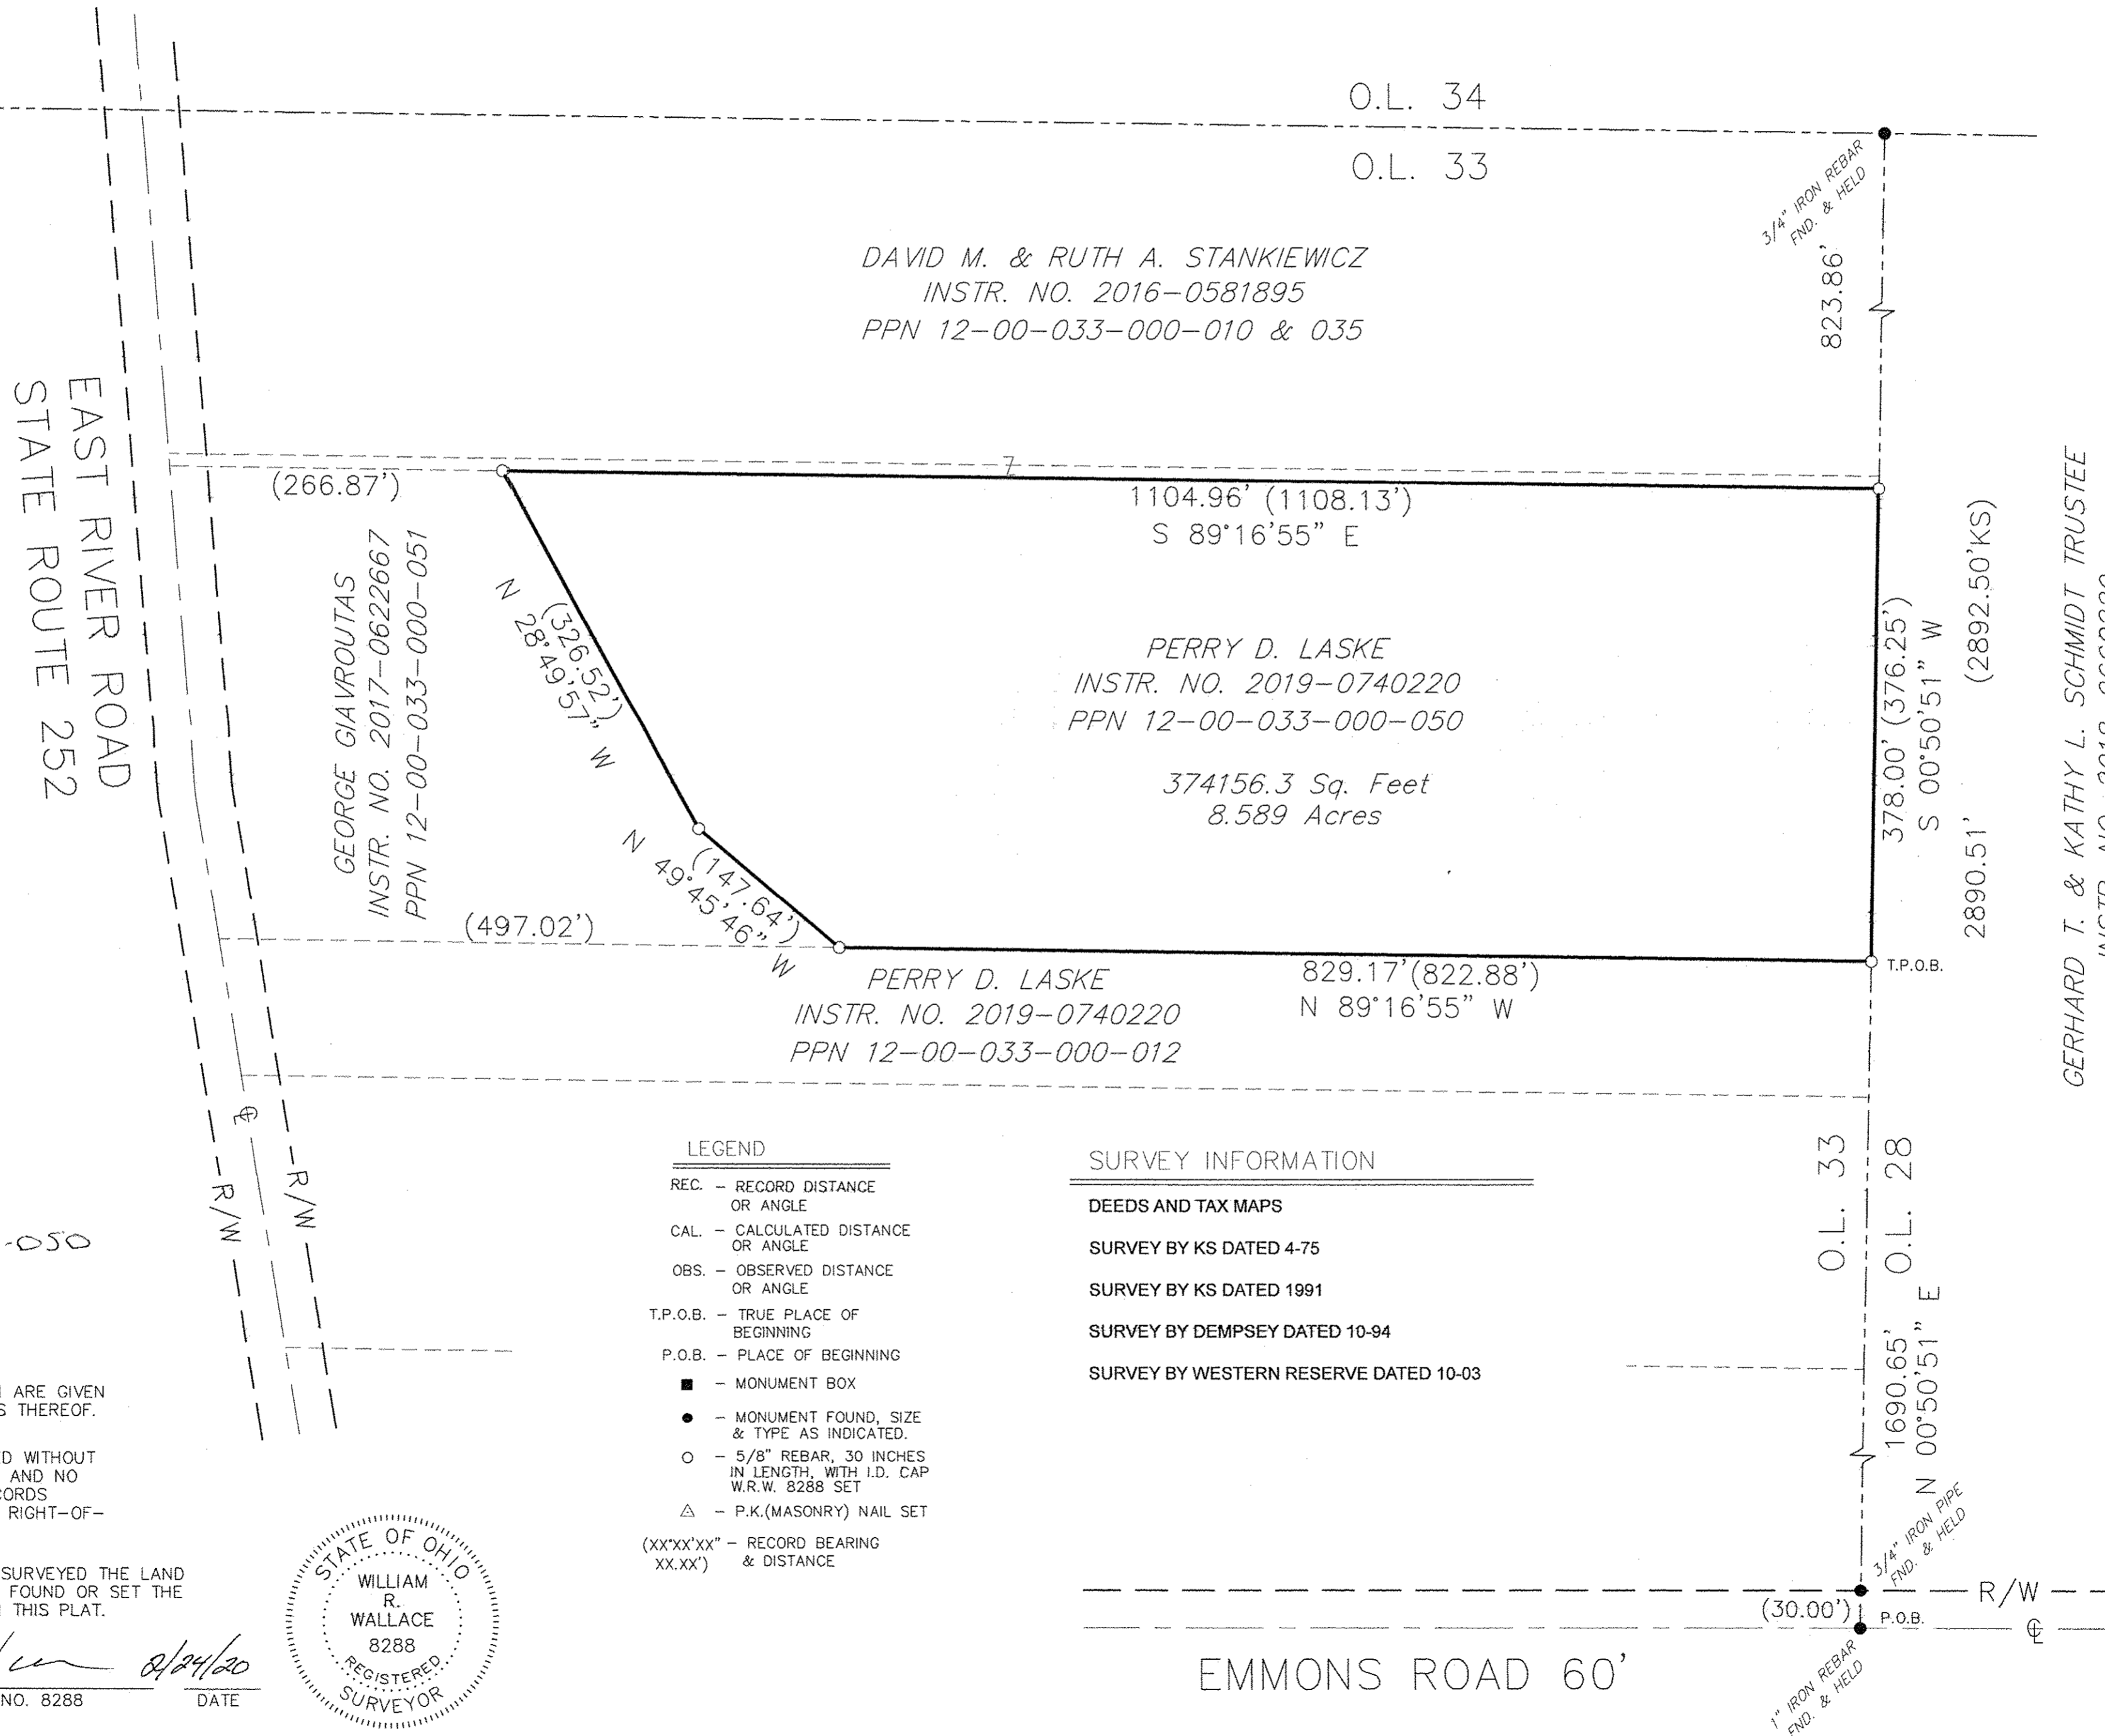 O.L. 34
O.L. 33
3/4" IRON REBAR
FND. & HELD
823.86'
DAVID M. & RUTH A. STANKIEWICZ
INSTR. NO. 2016-0581895
PPN 12-00-033-000-010 & 035
EAST RIVER ROAD
STATE ROUTE 252
(266.87')
1104.96' (1108.13')
S 89°16'55" E
GEORGE GIAVROUTAS
INSTR. NO. 2017-0622667
PPN 12-00-033-000-051
(326.52')
N 28°49'57" W
PERRY D. LASKE
INSTR. NO. 2019-0740220
PPN 12-00-033-000-050
374156.3 Sq. Feet
8.589 Acres
378.00' (376.25')
S 00°50'51" W
(2892.50'KS)
2890.51'
GERHARD T. & KATHY L. SCHMIDT TRUSTEE
INSTR. NO.
(147.64')
N 49°45'46" W
(497.02')
829.17'(822.88')
N 89°16'55" W
T.P.O.B.
PERRY D. LASKE
INSTR. NO. 2019-0740220
PPN 12-00-033-000-012
℄
R/W
R/W
LEGEND
REC. - RECORD DISTANCE
OR ANGLE
CAL. - CALCULATED DISTANCE
OR ANGLE
OBS. - OBSERVED DISTANCE
OR ANGLE
T.P.O.B. - TRUE PLACE OF
BEGINNING
P.O.B. - PLACE OF BEGINNING
■ - MONUMENT BOX
● - MONUMENT FOUND, SIZE
& TYPE AS INDICATED.
○ - 5/8" REBAR, 30 INCHES
IN LENGTH, WITH I.D. CAP
W.R.W. 8288 SET
△ - P.K.(MASONRY) NAIL SET
(XX°XX'XX" - RECORD BEARING
XX.XX') & DISTANCE
SURVEY INFORMATION
DEEDS AND TAX MAPS
SURVEY BY KS DATED 4-75
SURVEY BY KS DATED 1991
SURVEY BY DEMPSEY DATED 10-94
SURVEY BY WESTERN RESERVE DATED 10-03
O.L. 33
O.L. 28
1690.65'
N 00°50'51" E
3/4" IRON PIPE
FND. & HELD
R/W
(30.00')
P.O.B.
℄
EMMONS ROAD 60'
1" IRON REBAR
FND. & HELD
-050
ARE GIVEN
THEREOF.
WITHOUT
AND NO
RIGHT-OF-
SURVEYED THE LAND
FOUND OR SET THE
THIS PLAT.
2/24/20
NO. 8288
DATE
STATE OF OHIO
WILLIAM
R.
WALLACE
8288
REGISTERED
SURVEYOR